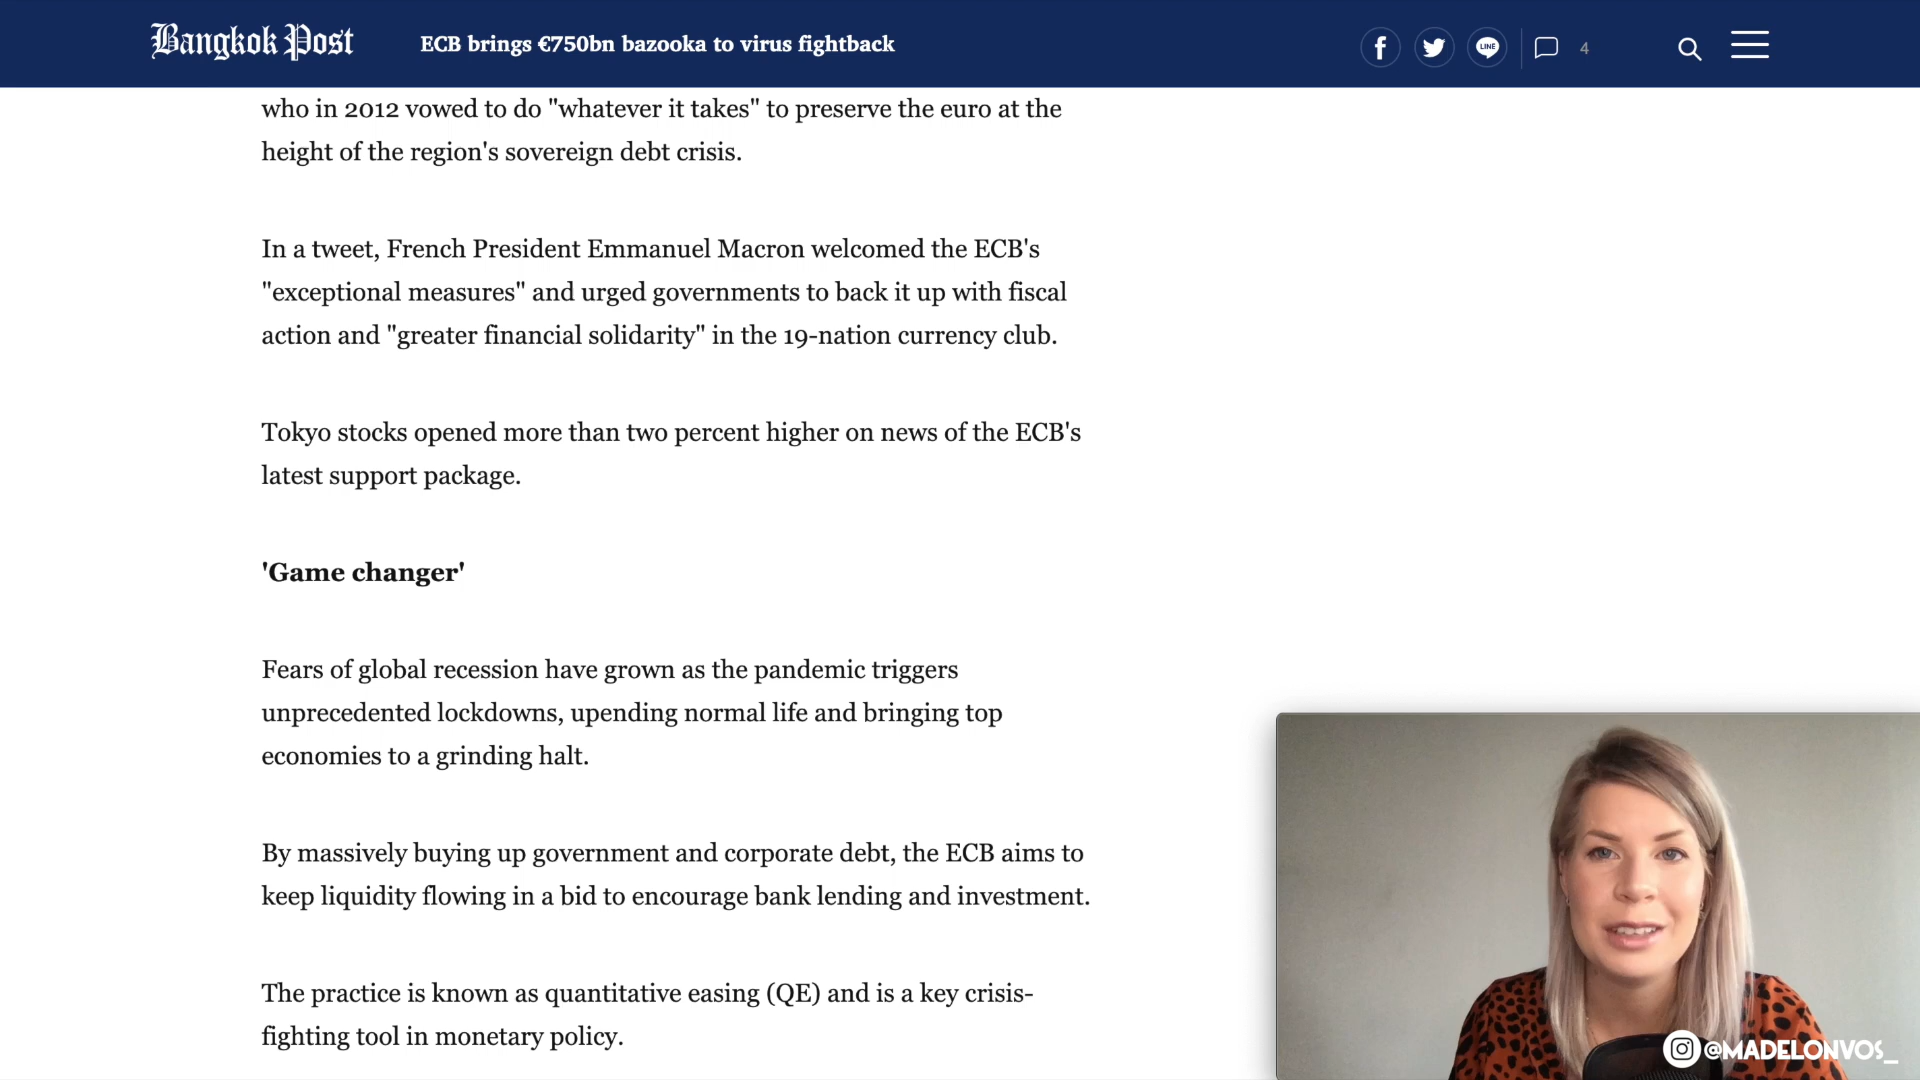 Bangkok Post
ECB brings €750bn bazooka to virus fightback
LINE
4
who in 2012 vowed to do "whatever it takes" to preserve the euro at the
height of the region's sovereign debt crisis.
In a tweet, French President Emmanuel Macron welcomed the ECB's
"exceptional measures" and urged governments to back it up with fiscal
action and "greater financial solidarity" in the 19-nation currency club.
Tokyo stocks opened more than two percent higher on news of the ECB's
latest support package.
'Game changer'
Fears of global recession have grown as the pandemic triggers
unprecedented lockdowns, upending normal life and bringing top
economies to a grinding halt.
By massively buying up government and corporate debt, the ECB aims to
keep liquidity flowing in a bid to encourage bank lending and investment.
The practice is known as quantitative easing (QE) and is a key crisis-
fighting tool in monetary policy.
@MADELONVOS_